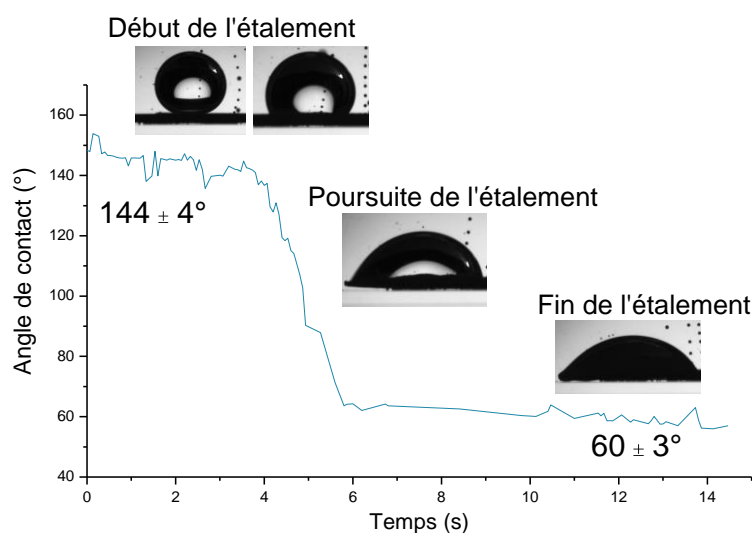 Début de l'étalement
160
140
120
100
80
60
40
Angle de contact (°)
144 ± 4°
Poursuite de l'étalement
Fin de l'étalement
60 ± 3°
0 2 4 6 8 10 12 14
Temps (s)